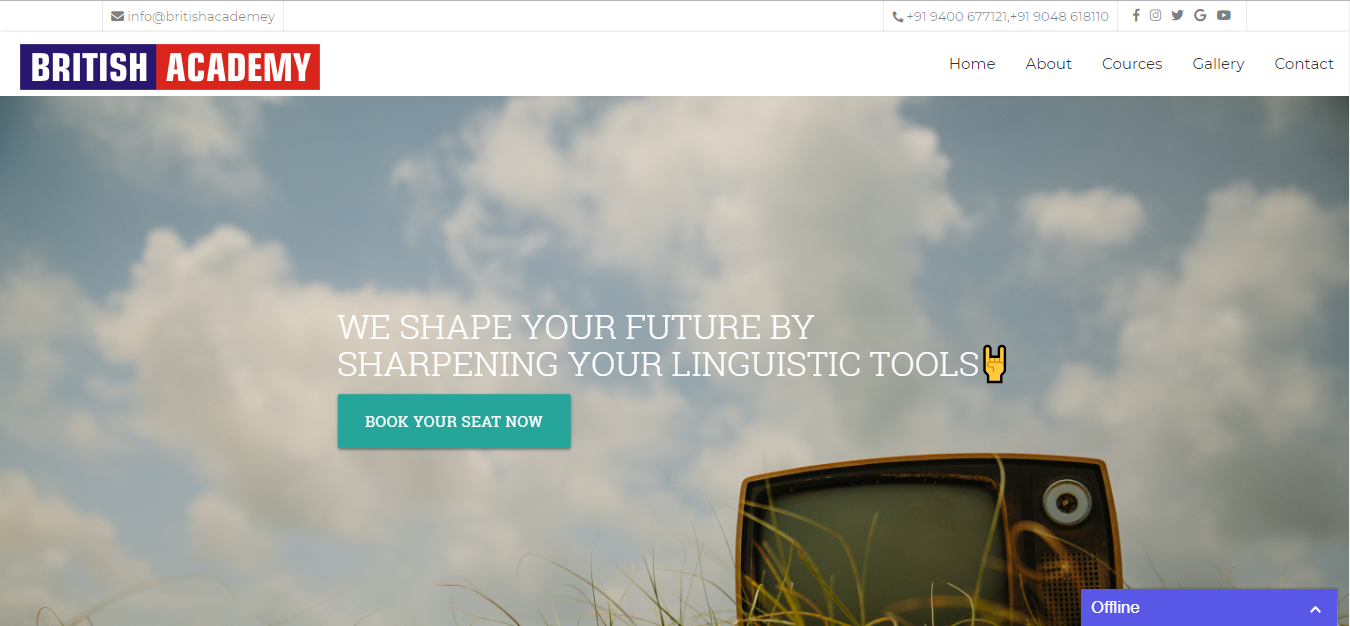 info@britishacademey
+91 9400 677121,+91 9048 618110
BRITISH ACADEMY
Home About Cources Gallery Contact
WE SHAPE YOUR FUTURE BY
SHARPENING YOUR LINGUISTIC TOOLS🤘
BOOK YOUR SEAT NOW
Offline